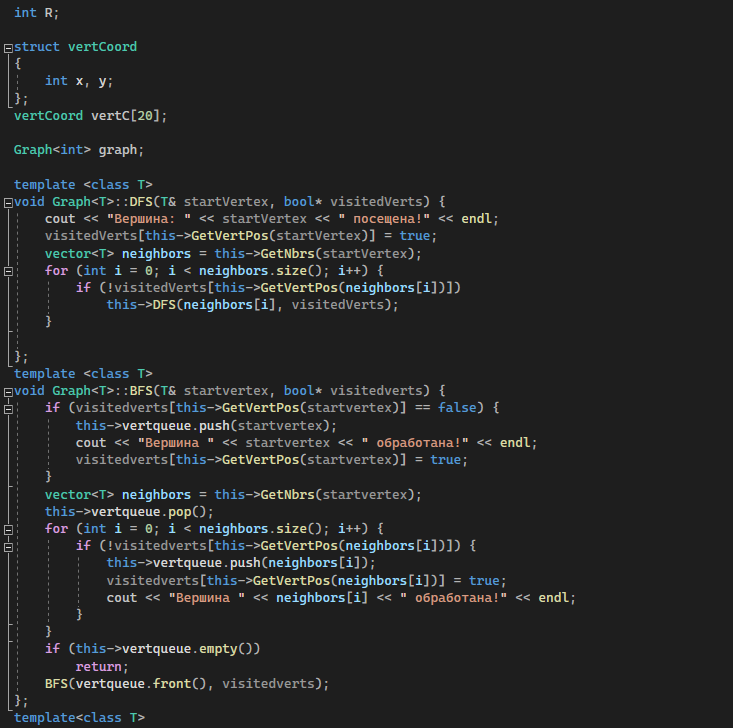 int R;
struct vertCoord
{
    int x, y;
};
vertCoord vertC[20];
Graph<int> graph;
template <class T>
void Graph<T>::DFS(T& startVertex, bool* visitedVerts) {
    cout << "Вершина: " << startVertex << " посещена!" << endl;
    visitedVerts[this->GetVertPos(startVertex)] = true;
    vector<T> neighbors = this->GetNbrs(startVertex);
    for (int i = 0; i < neighbors.size(); i++) {
        if (!visitedVerts[this->GetVertPos(neighbors[i])])
            this->DFS(neighbors[i], visitedVerts);
    }
};
template <class T>
void Graph<T>::BFS(T& startvertex, bool* visitedverts) {
    if (visitedverts[this->GetVertPos(startvertex)] == false) {
        this->vertqueue.push(startvertex);
        cout << "Вершина " << startvertex << " обработана!" << endl;
        visitedverts[this->GetVertPos(startvertex)] = true;
    }
    vector<T> neighbors = this->GetNbrs(startvertex);
    this->vertqueue.pop();
    for (int i = 0; i < neighbors.size(); i++) {
        if (!visitedverts[this->GetVertPos(neighbors[i])]) {
            this->vertqueue.push(neighbors[i]);
            visitedverts[this->GetVertPos(neighbors[i])] = true;
            cout << "Вершина " << neighbors[i] << " обработана!" << endl;
        }
    }
    if (this->vertqueue.empty())
        return;
    BFS(vertqueue.front(), visitedverts);
};
template<class T>